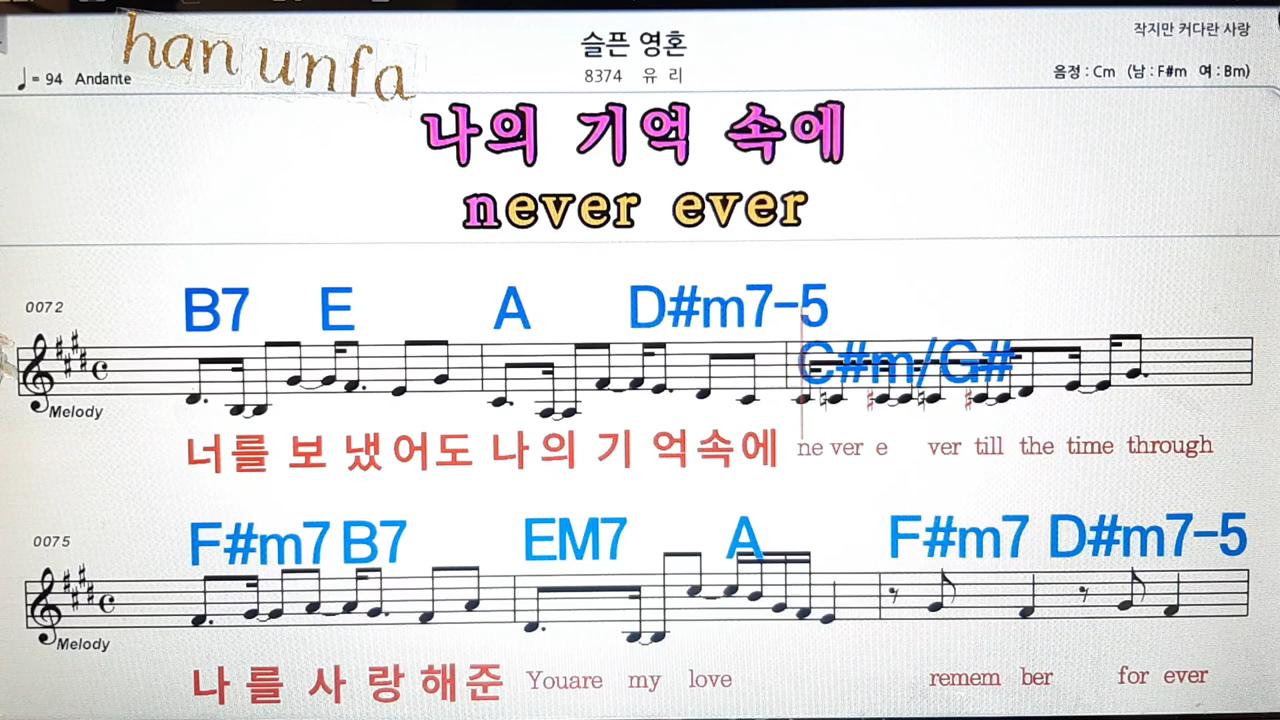 han unfa
슬픈 영혼
작지만 커다란 사랑
♩= 94 Andante
8374 유 리
음정 : Cm (남 : F#m 여 : Bm)
나의 기억 속에
never ever
0072
B7 E A D#m7-5
C#m/G#
Melody
너를 보 냈어도 나의 기 억속에 ne ver e ver till the time through
0075
F#m7 B7 EM7 A F#m7 D#m7-5
Melody
나 를 사 랑 해준 Youare my love remem ber for ever